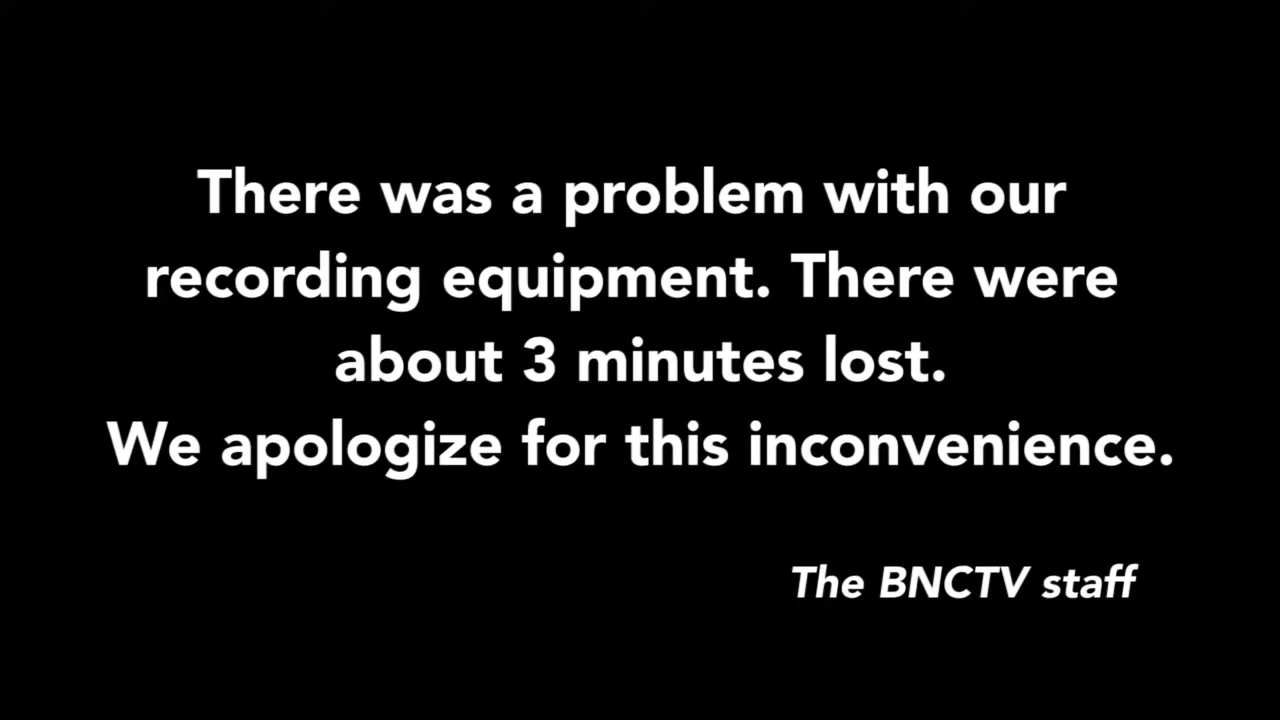 There was a problem with our
recording equipment. There were
about 3 minutes lost.
We apologize for this inconvenience.
The BNCTV staff